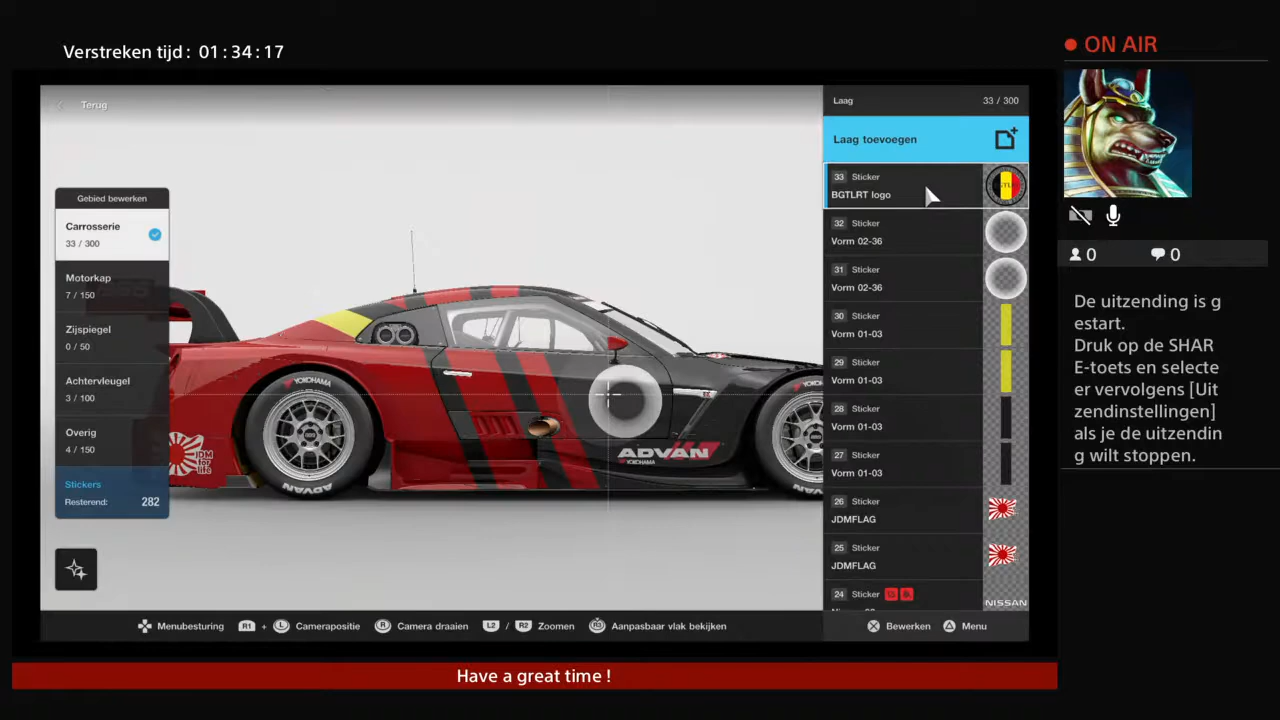 Verstreken tijd : 01 : 34 : 17
ON AIR
Terug
Laag 33 / 300
Laag toevoegen
33 Sticker
BGTLRT logo
32 Sticker
Vorm 02-36
31 Sticker
Vorm 02-36
30 Sticker
Vorm 01-03
29 Sticker
Vorm 01-03
28 Sticker
Vorm 01-03
27 Sticker
Vorm 01-03
26 Sticker
JDMFLAG
25 Sticker
JDMFLAG
24 Sticker
NISSAN
Gebied bewerken
Carrosserie
33 / 300
Motorkap
7 / 150
Zijspiegel
0 / 50
Achtervleugel
3 / 100
Overig
4 / 150
Stickers
Resterend: 282
YOKOHAMA
YOKOHAMA
JDM
for
life
ADVAN
YOKOHAMA
ADVAN
ADVAN
Menubesturing R1 + L Camerapositie R Camera draaien L2 / R2 Zoomen R3 Aanpasbaar vlak bekijken
Bewerken Menu
0 0
De uitzending is g
estart.
Druk op de SHAR
E-toets en selecte
er vervolgens [Uit
zendinstellingen]
als je de uitzendin
g wilt stoppen.
Have a great time !